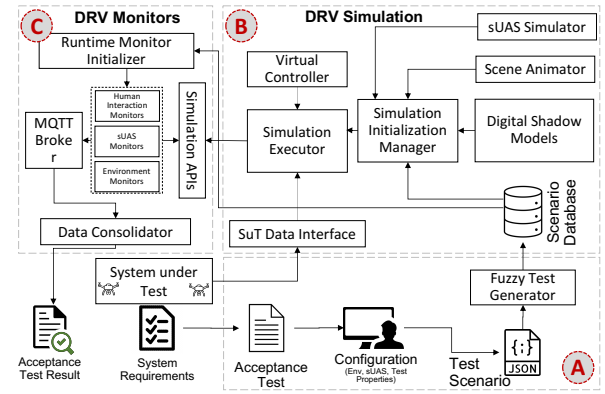 C
DRV Monitors
Runtime Monitor
Initializer
Human
Interaction
Monitors
sUAS
Monitors
Environment
Monitors
MQTT
Broke
r
Simulation APIs
Data Consolidator
B
DRV Simulation
sUAS Simulator
Virtual
Controller
Scene Animator
Simulation
Executor
Simulation
Initialization
Manager
Digital Shadow
Models
Scenario
Database
SuT Data Interface
System under
Test
Fuzzy Test
Generator
Acceptance
Test Result
System
Requirements
Acceptance
Test
Configuration
(Env, sUAS, Test
Properties)
Test
Scenario
{:}
JSON
A